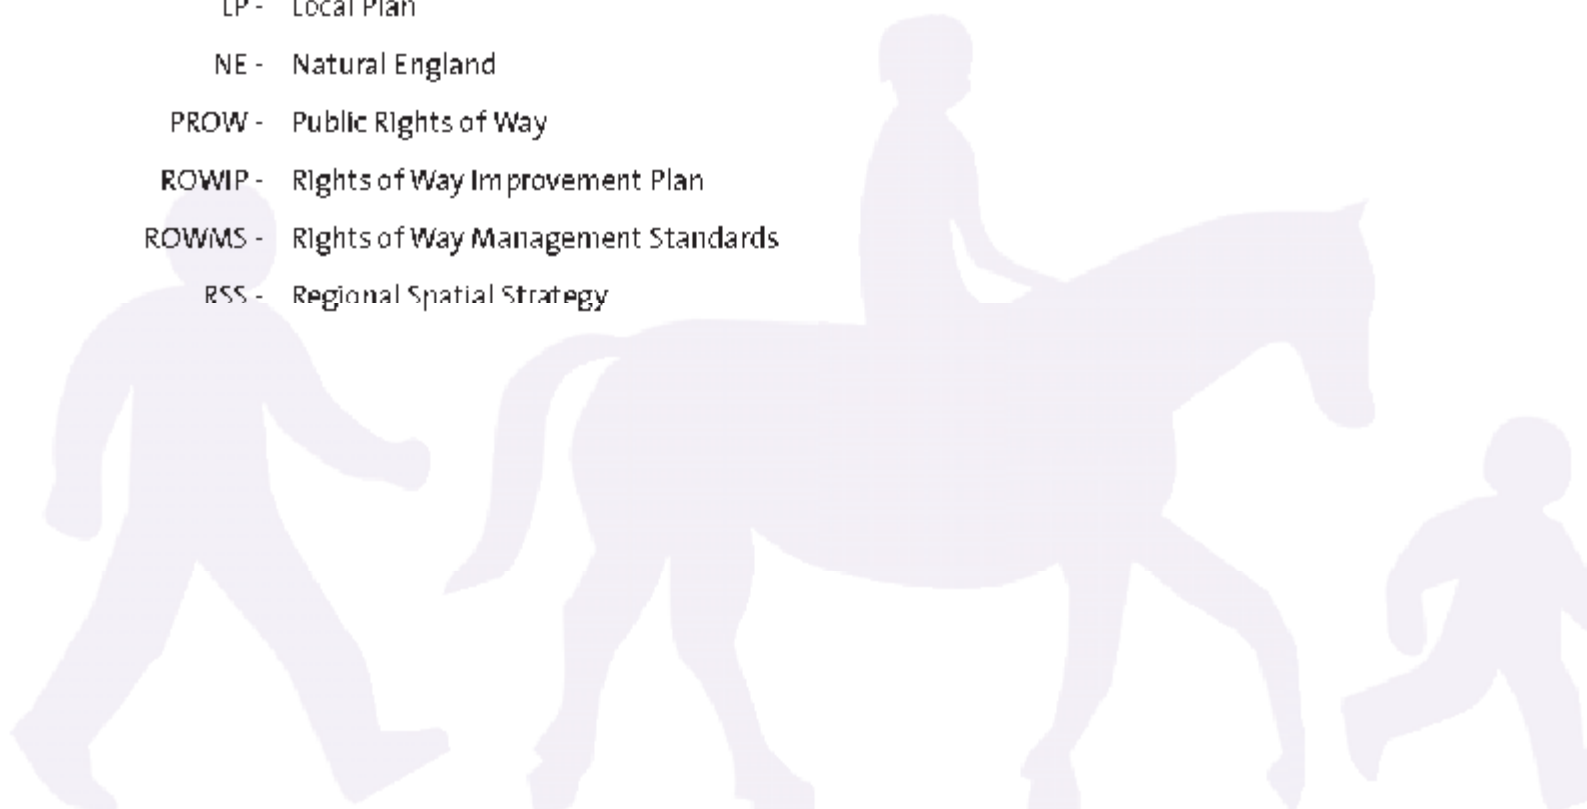 LP - Local Plan
NE - Natural England
PROW - Public Rights of Way
ROWIP - Rights of Way Improvement Plan
ROWMS - Rights of Way Management Standards
RSS - Regional Spatial Strategy